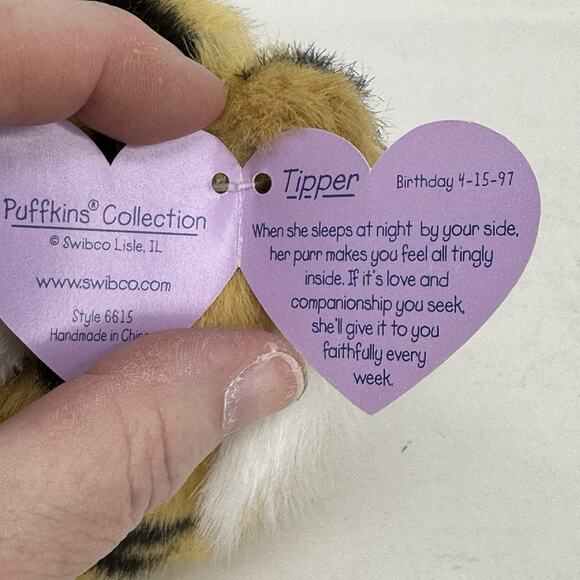 Puffkins® Collection
© Swibco Lisle, IL
www.swibco.com
Style 6615
Handmade in
Tipper
Birthday 4-15-97
When she sleeps at night by your side,
her purr makes you feel all tingly
inside. If it's love and
companionship you seek,
she'll give it to you
faithfully every
week.